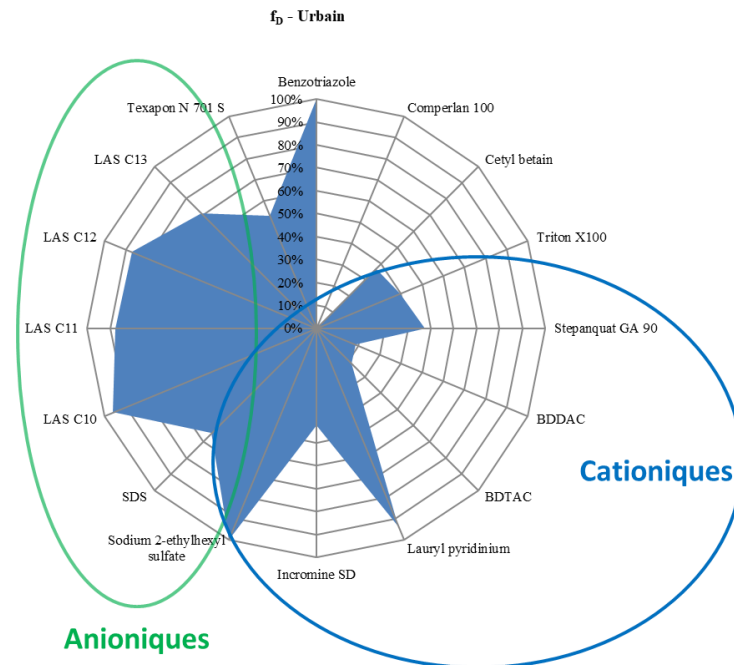 f_D - Urbain
Benzotriazole
Texapon N 701 S
Comperlan 100
LAS C13
Cetyl betain
LAS C12
Triton X100
LAS C11
Stepanquat GA 90
LAS C10
BDDAC
SDS
BDTAC
Sodium 2-ethylhexyl
sulfate
Lauryl pyridinium
Incromine SD
100%
90%
80%
70%
60%
50%
40%
30%
20%
10%
0%
Cationiques
Anioniques